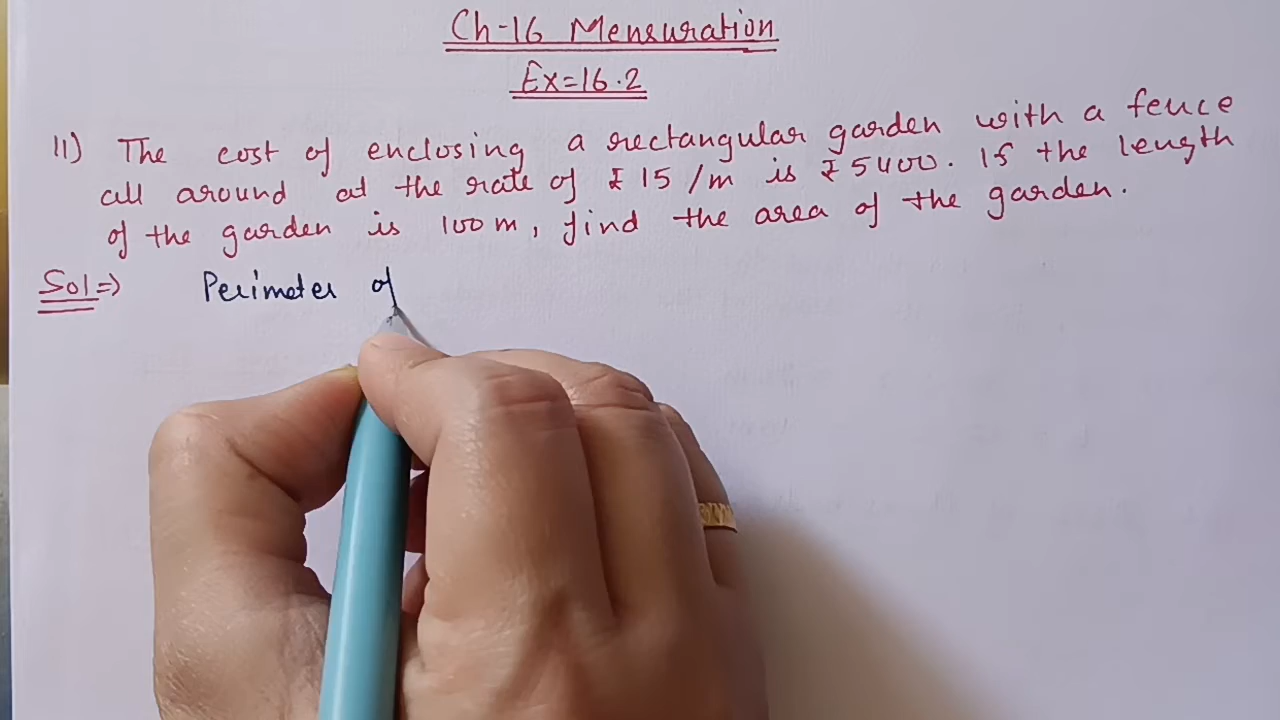 Ch-16 Mensuration
Ex=16.2
11) The cost of enclosing a rectangular garden with a fence
all around at the rate of ₹15/m is ₹5400. If the length
of the garden is 100m, find the area of the garden.
Sol=> Perimeter of